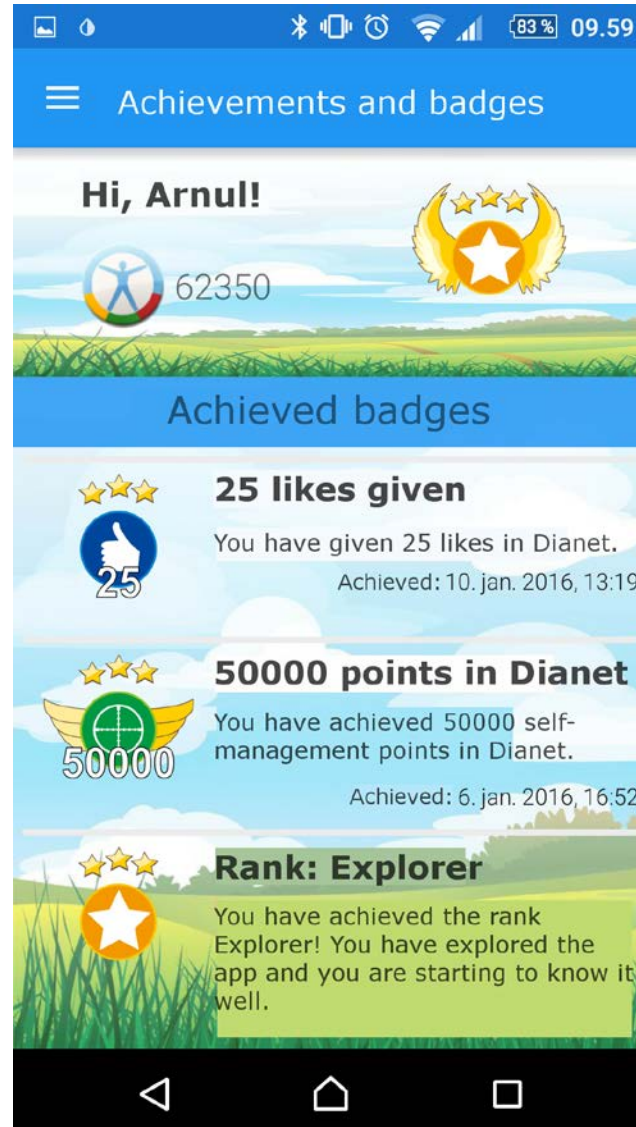 83 % 09.59
Achievements and badges
Hi, Arnul!
62350
Achieved badges
25 likes given
You have given 25 likes in Dianet.
25
Achieved: 10. jan. 2016, 13:19
50000 points in Dianet
You have achieved 50000 self-
management points in Dianet.
50000
Achieved: 6. jan. 2016, 16:52
Rank: Explorer
You have achieved the rank
Explorer! You have explored the
app and you are starting to know it
well.